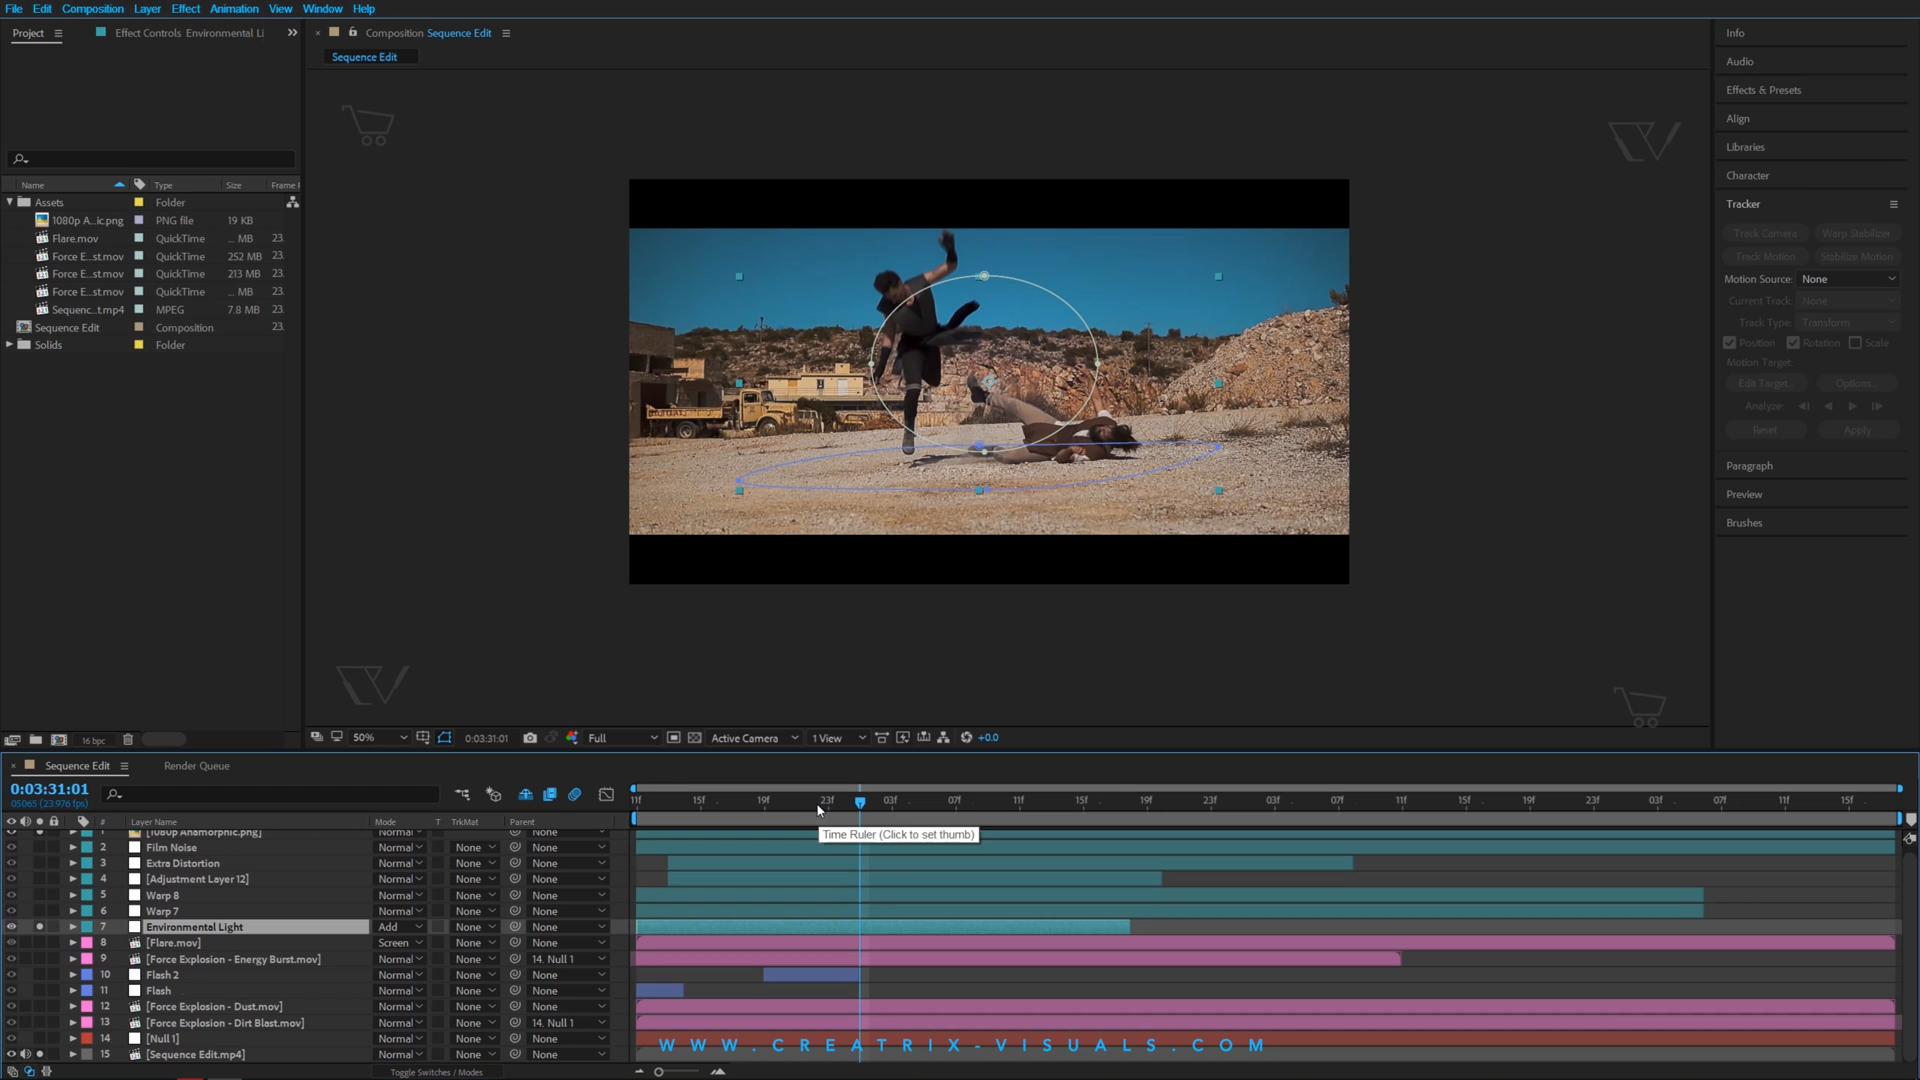 File Edit Composition Layer Effect Animation View Window Help
Project Effect Controls Environmental Li
Composition Sequence Edit
Sequence Edit
Name Type Size Frame
Assets Folder
1080p A...ic.png PNG file 19 KB
Flare.mov QuickTime ... MB 23.
Force E...st.mov QuickTime 252 MB 23.
Force E...st.mov QuickTime 213 MB 23.
Force E...st.mov QuickTime ... MB 23.
Sequenc...t.mp4 MPEG 7.8 MB 23.
Sequence Edit Composition 23.
Solids Folder
16 bpc
50% 0:03:31:01 Full Active Camera 1 View +0.0
Info
Audio
Effects & Presets
Align
Libraries
Character
Tracker
Track Camera Warp Stabilizer
Track Motion Stabilize Motion
Motion Source: None
Current Track: None
Track Type: Transform
Position Rotation Scale
Motion Target:
Edit Target... Options...
Analyze:
Reset Apply
Paragraph
Preview
Brushes
Sequence Edit Render Queue
0:03:31:01
05065 (23.976 fps)
11f 15f 19f 23f 03f 07f 11f 15f 19f 23f 03f 07f 11f 15f 19f 23f 03f 07f 11f 15f
# Layer Name Mode T TrkMat Parent
Time Ruler (Click to set thumb)
1 [1080p Anamorphic.png] Normal None
2 Film Noise Normal None None
3 Extra Distortion Normal None None
4 [Adjustment Layer 12] Normal None None
5 Warp 8 Normal None None
6 Warp 7 Normal None None
7 Environmental Light Add None None
8 [Flare.mov] Screen None None
9 [Force Explosion - Energy Burst.mov] Normal None 14. Null 1
10 Flash 2 Normal None None
11 Flash Normal None None
12 [Force Explosion - Dust.mov] Normal None None
13 [Force Explosion - Dirt Blast.mov] Normal None 14. Null 1
14 [Null 1] Normal None None
15 [Sequence Edit.mp4] Normal None None
WWW.CREATRIX-VISUALS.COM
Toggle Switches / Modes